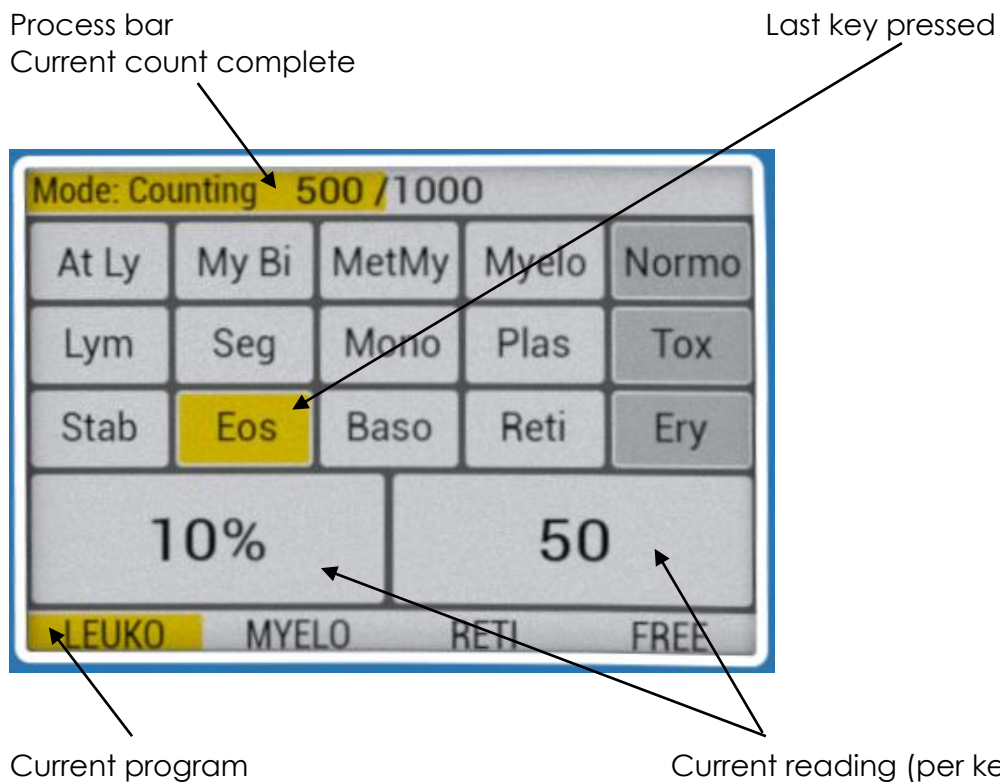 Process bar
Current count complete
Last key pressed
Mode: Counting 500 /1000
At Ly My Bi MetMy Myelo Normo
Lym Seg Mono Plas Tox
Stab Eos Baso Reti Ery
10% 50
LEUKO MYELO RETI FREE
Current program
Current reading (per